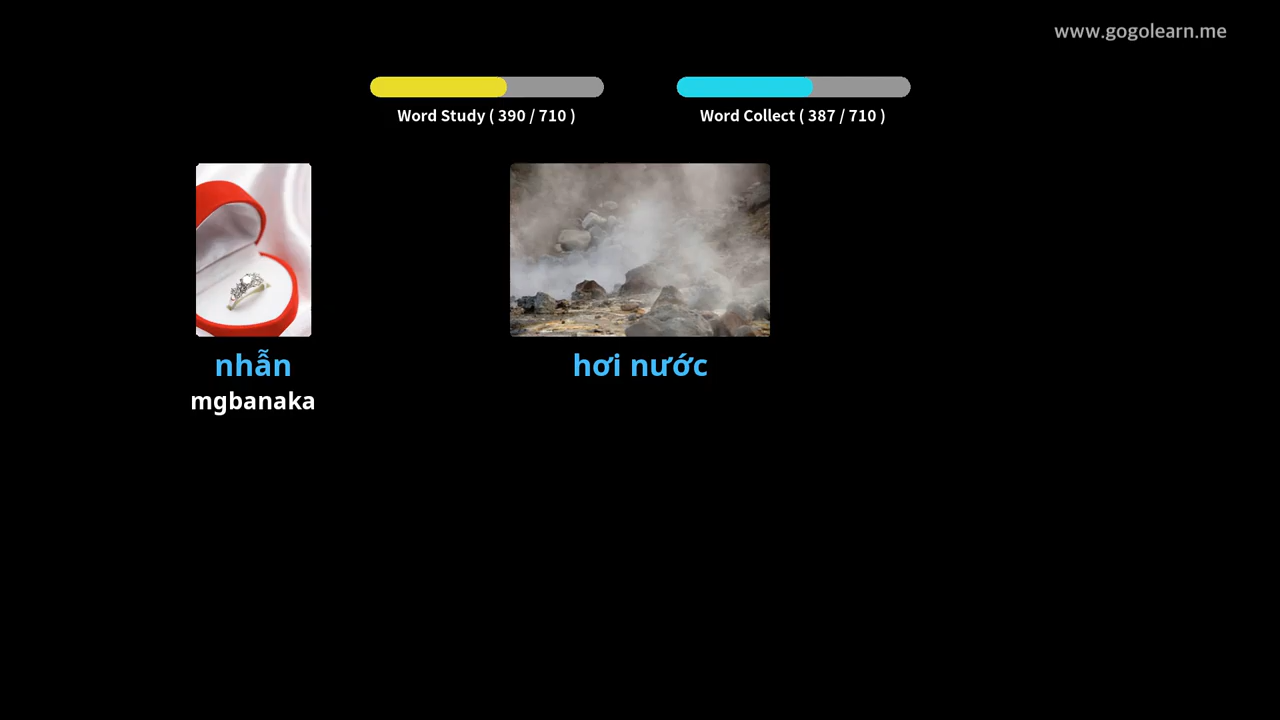 www.gogolearn.me
Word Study ( 390 / 710 )
Word Collect ( 387 / 710 )
nhẫn
mgbanaka
hơi nước